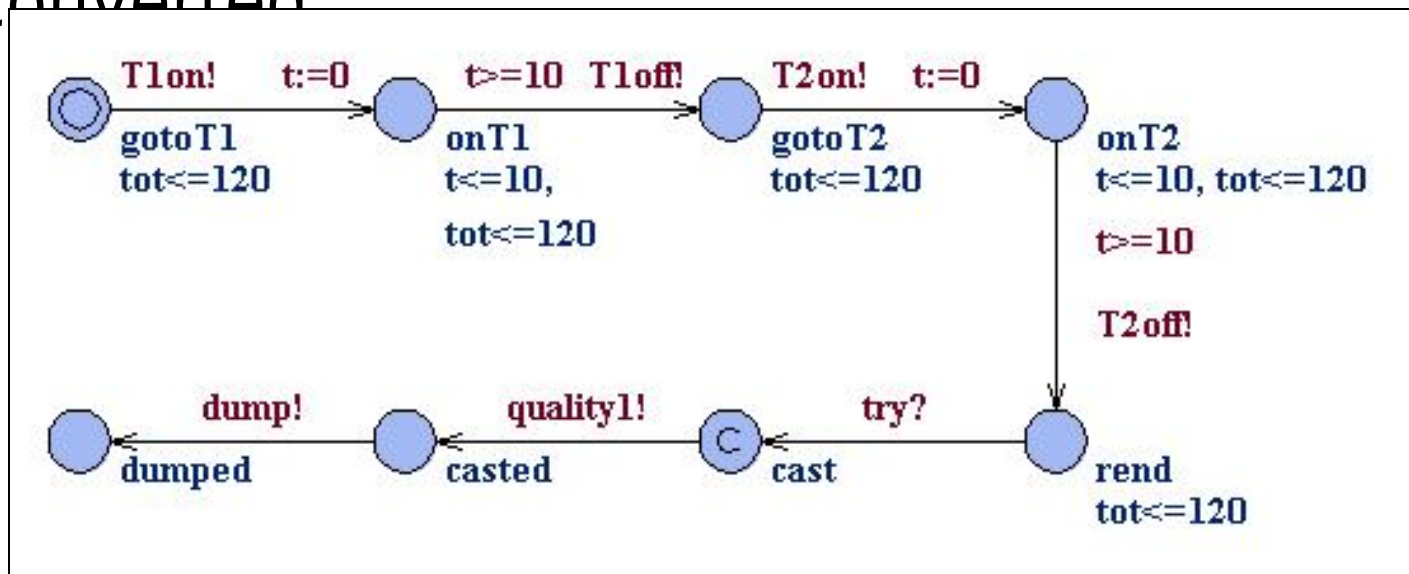 T1on! t:=0 t>=10 T1off! T2on! t:=0
gotoT1 onT1 gotoT2 onT2
tot<=120 t<=10, tot<=120 t<=10, tot<=120
tot<=120 t>=10
T2off!
dump! quality1! try?
C
dumped casted cast rend
tot<=120